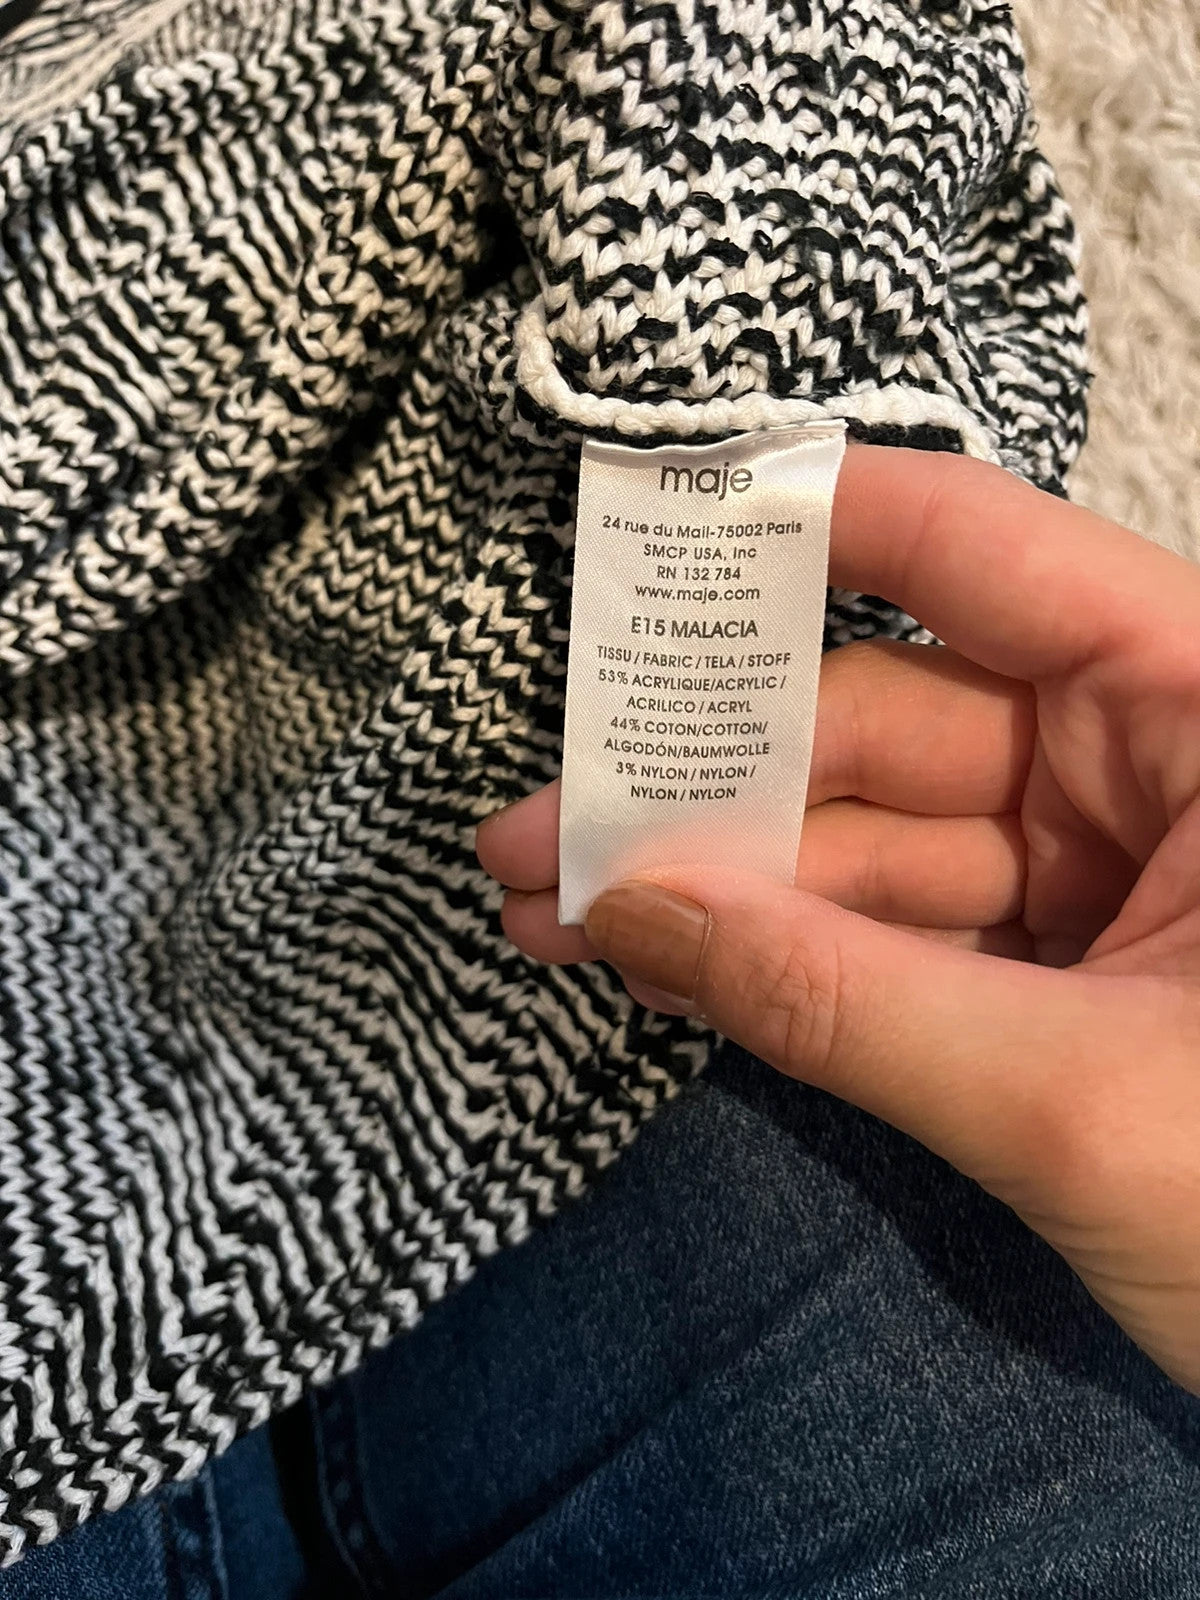 maje
24 rue du Mail-75002 Paris
SMCP USA, Inc
RN 132 784
www.maje.com
E15 MALACIA
TISSU / FABRIC / TELA / STOFF
53% ACRYLIQUE/ACRYLIC /
ACRILICO / ACRYL
44% COTON/COTTON/
ALGODÓN/BAUMWOLLE
3% NYLON / NYLON /
NYLON / NYLON